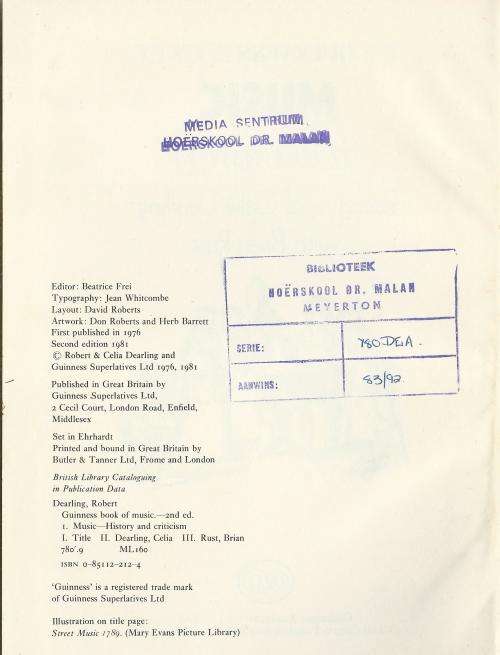 MEDIA SENTRUM
HOËRSKOOL DR. MALAN
BIBLIOTEEK
HOËRSKOOL DR. MALAN
MEYERTON
SERIE: 780 DEA.
AANWINS: 83/92
Editor: Beatrice Frei
Typography: Jean Whitcombe
Layout: David Roberts
Artwork: Don Roberts and Herb Barrett
First published in 1976
Second edition 1981
© Robert & Celia Dearling and
Guinness Superlatives Ltd 1976, 1981
Published in Great Britain by
Guinness Superlatives Ltd,
2 Cecil Court, London Road, Enfield,
Middlesex
Set in Ehrhardt
Printed and bound in Great Britain by
Butler & Tanner Ltd, Frome and London
British Library Cataloguing
in Publication Data
Dearling, Robert
Guinness book of music.—2nd ed.
1. Music—History and criticism
I. Title II. Dearling, Celia III. Rust, Brian
780'.9 ML160
ISBN 0-85112-212-4
'Guinness' is a registered trade mark
of Guinness Superlatives Ltd
Illustration on title page:
Street Music 1789. (Mary Evans Picture Library)